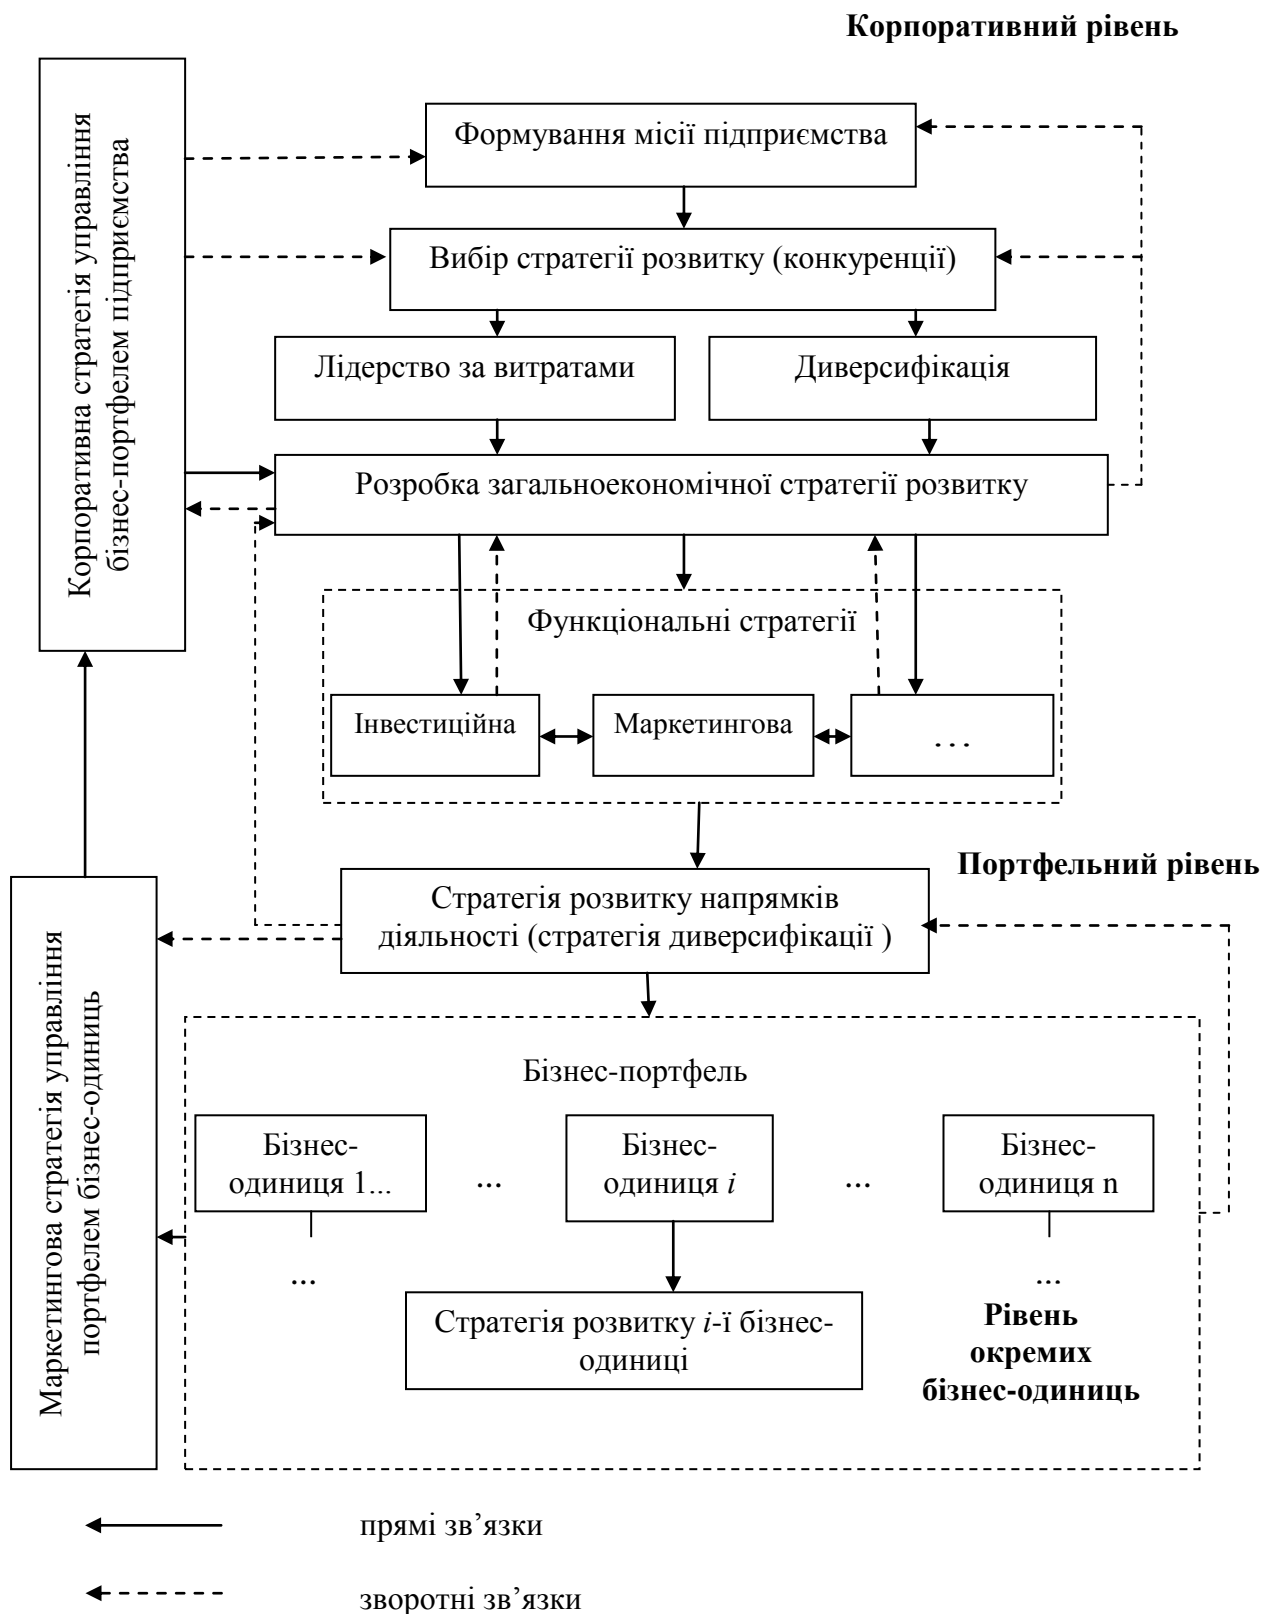 Корпоративний рівень
Корпоративна стратегія управління
бізнес-портфелем підприємства
Формування місії підприємства
Вибір стратегії розвитку (конкуренції)
Лідерство за витратами
Диверсифікація
Розробка загальноекономічної стратегії розвитку
Функціональні стратегії
Інвестиційна
Маркетингова
...
Портфельний рівень
Стратегія розвитку напрямків
діяльності (стратегія диверсифікації )
Маркетингова стратегія управління
портфелем бізнес-одиниць
Бізнес-портфель
Бізнес-
одиниця 1...
...
Бізнес-
одиниця i
...
Бізнес-
одиниця n
...
...
Стратегія розвитку i-ї бізнес-
одиниці
Рівень
окремих
бізнес-одиниць
прямі зв’язки
зворотні зв’язки